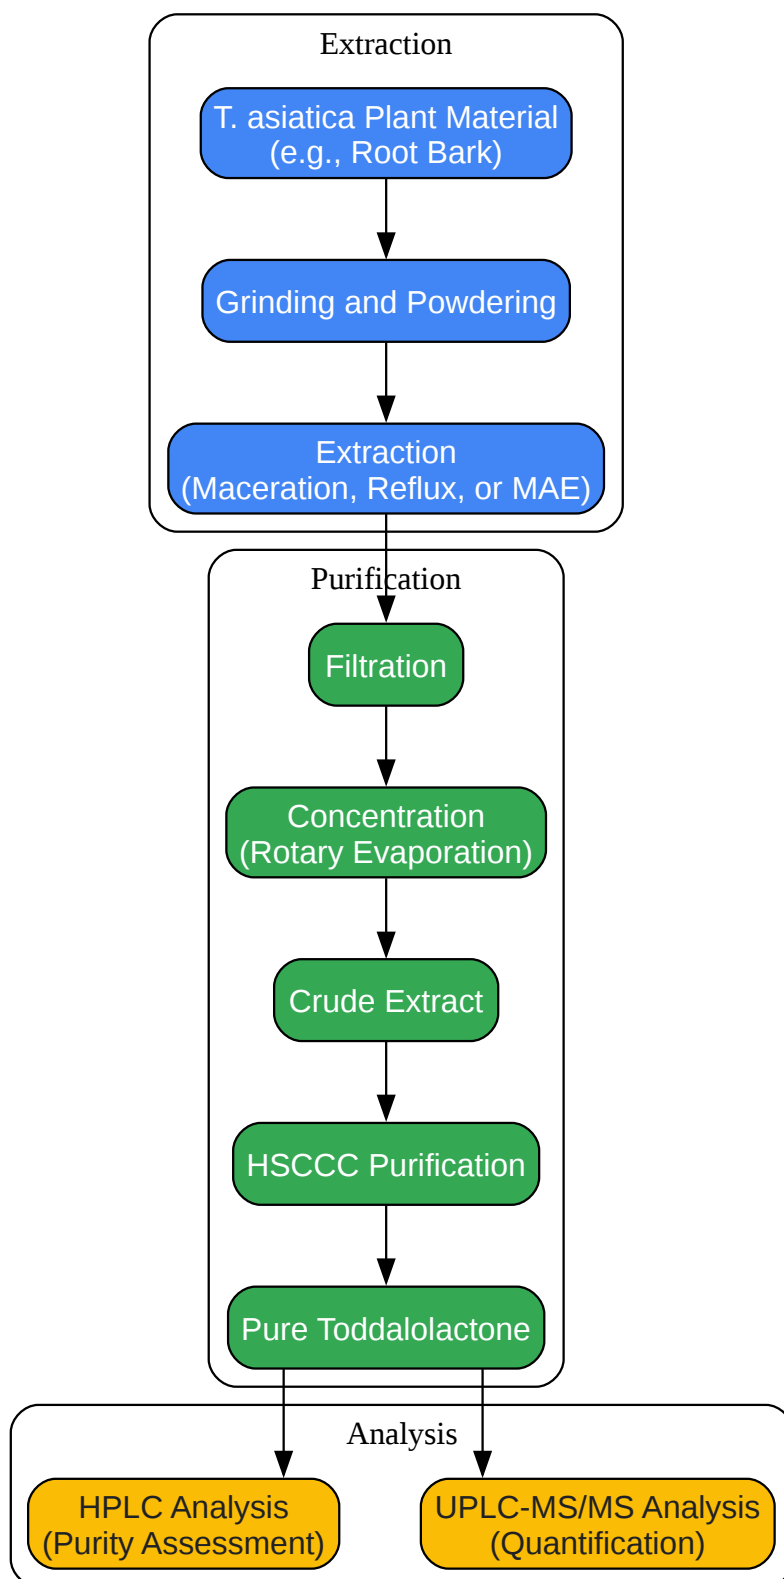 Extraction
T. asiatica Plant Material
(e.g., Root Bark)
Grinding and Powdering
Extraction
(Maceration, Reflux, or MAE)
Purification
Filtration
Concentration
(Rotary Evaporation)
Crude Extract
HSCCC Purification
Pure Toddalolactone
Analysis
HPLC Analysis
(Purity Assessment)
UPLC-MS/MS Analysis
(Quantification)